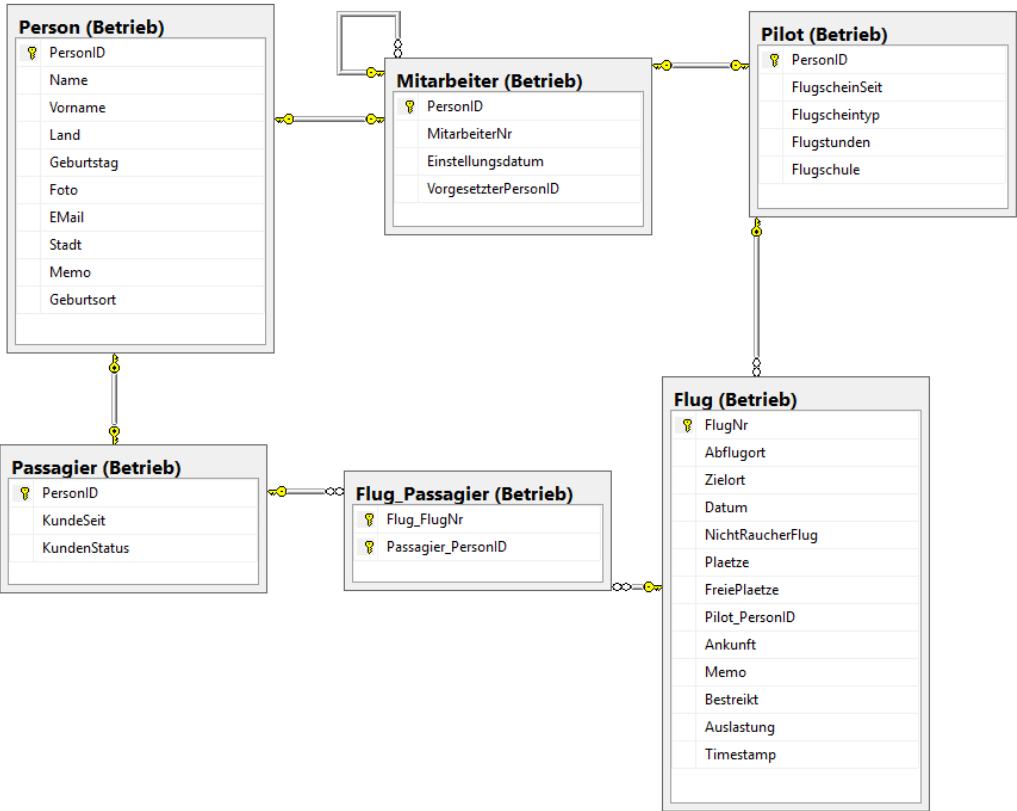 Person (Betrieb)
PersonID
Name
Vorname
Land
Geburtstag
Foto
EMail
Stadt
Memo
Geburtsort
Mitarbeiter (Betrieb)
PersonID
MitarbeiterNr
Einstellungsdatum
VorgesetzterPersonID
Pilot (Betrieb)
PersonID
FlugscheinSeit
Flugscheintyp
Flugstunden
Flugschule
Passagier (Betrieb)
PersonID
KundeSeit
KundenStatus
Flug_Passagier (Betrieb)
Flug_FlugNr
Passagier_PersonID
Flug (Betrieb)
FlugNr
Abflugort
Zielort
Datum
NichtRaucherFlug
Plaetze
FreiePlaetze
Pilot_PersonID
Ankunft
Memo
Bestreikt
Auslastung
Timestamp